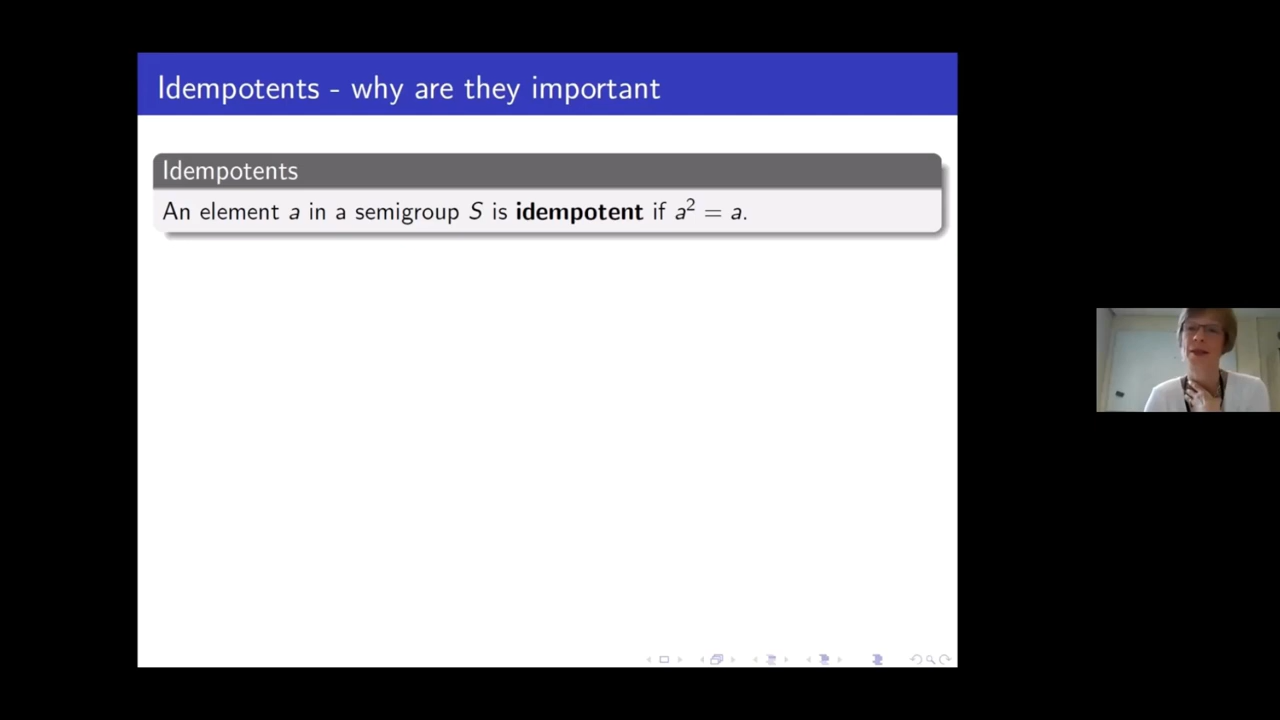 Idempotents - why are they important
Idempotents
An element a in a semigroup S is idempotent if a² = a.